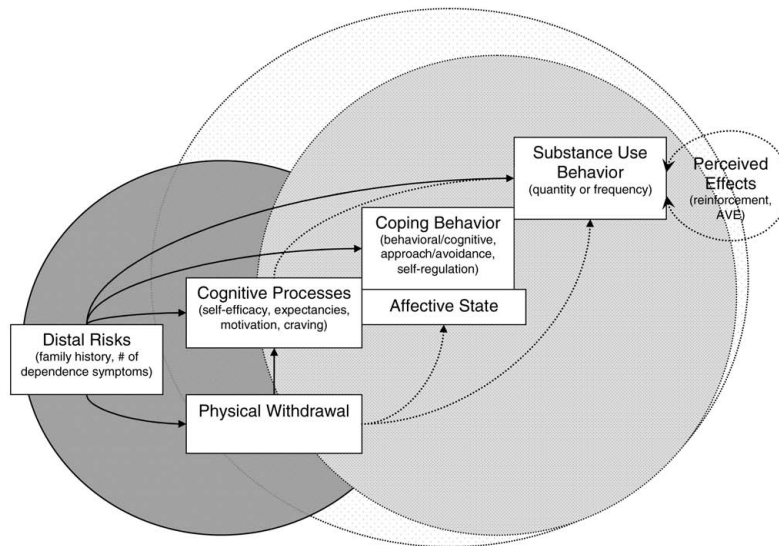 Substance Use
Behavior
(quantity or frequency)
Perceived
Effects
(reinforcement,
AVE)
Coping Behavior
(behavioral/cognitive,
approach/avoidance,
self-regulation)
Cognitive Processes
(self-efficacy, expectancies,
motivation, craving)
Affective State
Distal Risks
(family history, # of
dependence symptoms)
Physical Withdrawal